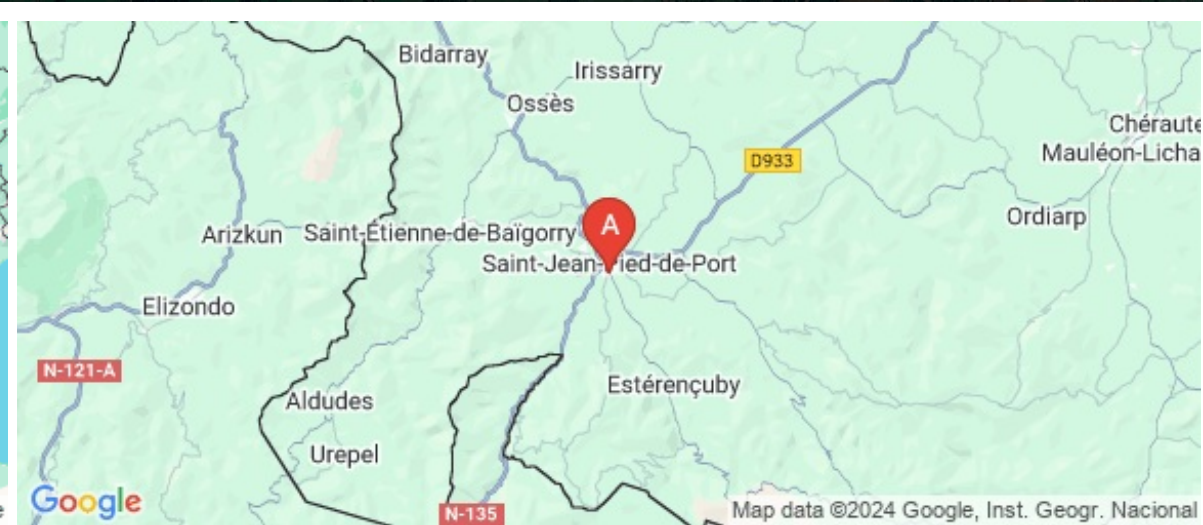 Bidarray
Irissarry
Ossès
Chéraute
Mauléon-Licha
D933
A
Ordiarp
Arizkun
Saint-Étienne-de-Baïgorry
Saint-Jean-Pied-de-Port
Elizondo
N-121-A
Estérençuby
Aldudes
Urepel
Google
N-135
Map data ©2024 Google, Inst. Geogr. Nacional